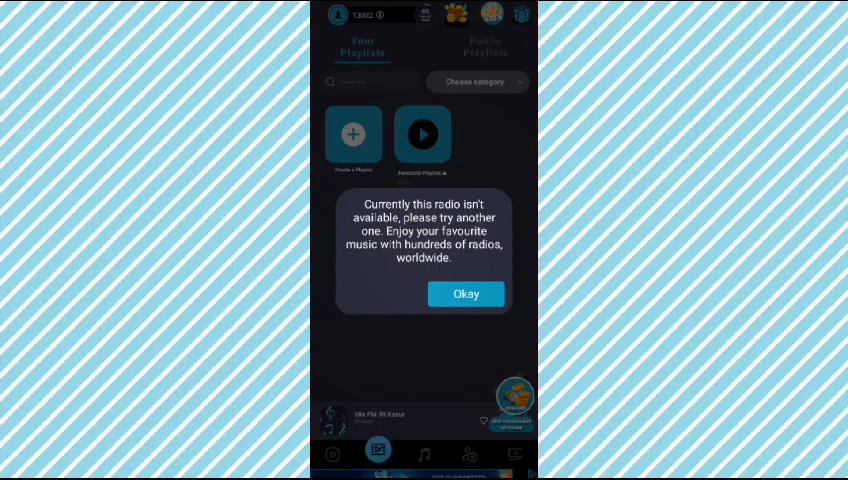 13002
Your
Playlists
Public
Playlists
Choose category
Create a Playlist
Favourite Playlist
Currently this radio isn't
available, please try another
one. Enjoy your favourite
music with hundreds of radios,
worldwide.
Okay
Mix FM 99 Kasur
Pakistan